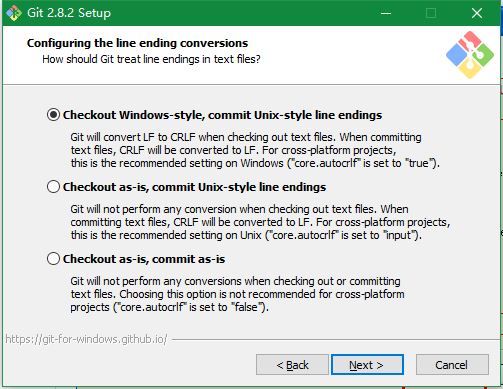 Git 2.8.2 Setup
Configuring the line ending conversions
How should Git treat line endings in text files?
Checkout Windows-style, commit Unix-style line endings
Git will convert LF to CRLF when checking out text files. When committing
text files, CRLF will be converted to LF. For cross-platform projects,
this is the recommended setting on Windows ("core.autocrlf" is set to "true").
Checkout as-is, commit Unix-style line endings
Git will not perform any conversion when checking out text files. When
committing text files, CRLF will be converted to LF. For cross-platform projects,
this is the recommended setting on Unix ("core.autocrlf" is set to "input").
Checkout as-is, commit as-is
Git will not perform any conversions when checking out or committing
text files. Choosing this option is not recommended for cross-platform
projects ("core.autocrlf" is set to "false").
https://git-for-windows.github.io/
< Back
Next >
Cancel